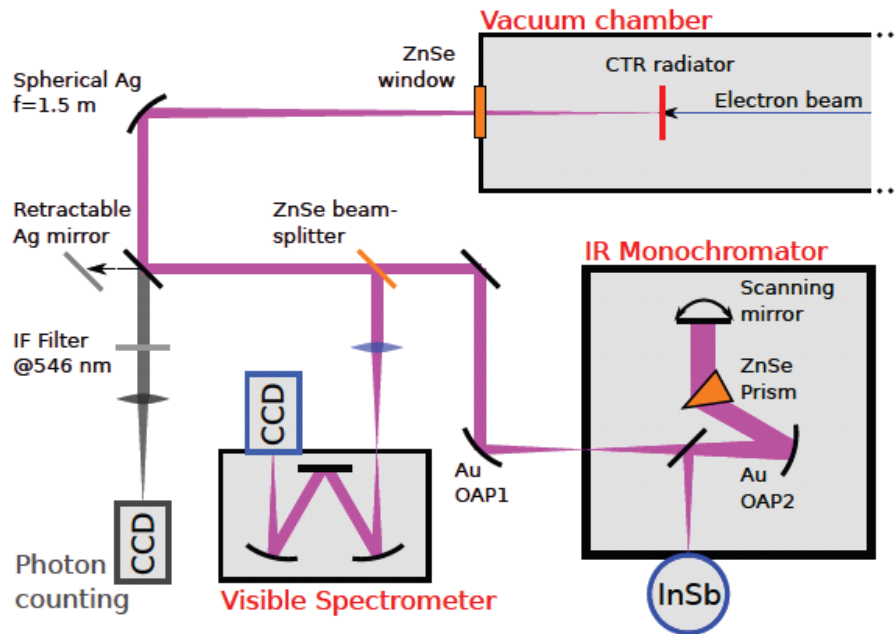 Vacuum chamber
ZnSe
window
CTR radiator
Electron beam
Spherical Ag
f=1.5 m
Retractable
Ag mirror
ZnSe beam-
splitter
IR Monochromator
Scanning
mirror
ZnSe
Prism
IF Filter
@546 nm
CCD
Au
OAP1
Au
OAP2
CCD
Photon
counting
Visible Spectrometer
InSb